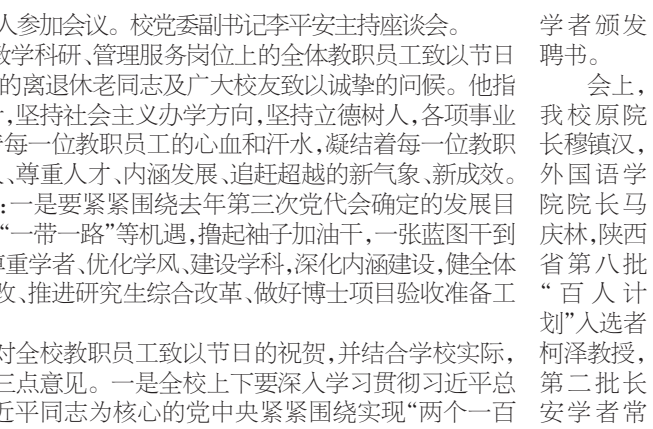 人参加会议。校党委副书记李平安主持座谈会。
教学科研、管理服务岗位上的全体教职员工致以节日
的离退休老同志及广大校友致以诚挚的问候。他指
,坚持社会主义办学方向,坚持立德树人,各项事业
每一位教职员工的心血和汗水,凝结着每一位教职
、尊重人才、内涵发展、追赶超越的新气象、新成效。
:一是要紧紧围绕去年第三次党代会确定的发展目
“一带一路”等机遇,撸起袖子加油干,一张蓝图干到
尊重学者、优化学风、建设学科,深化内涵建设,健全体
改、推进研究生综合改革、做好博士项目验收准备工
对全校教职员工致以节日的祝贺,并结合学校实际,
三点意见。一是全校上下要深入学习贯彻习近平总
近平同志为核心的党中央紧紧围绕实现“两个一百
学者颁发
聘书。
会上,
我校原院
长穆镇汉,
外国语学
院院长马
庆林,陕西
省第八批
“百人计
划”入选者
柯泽教授,
第二批长
安学者常